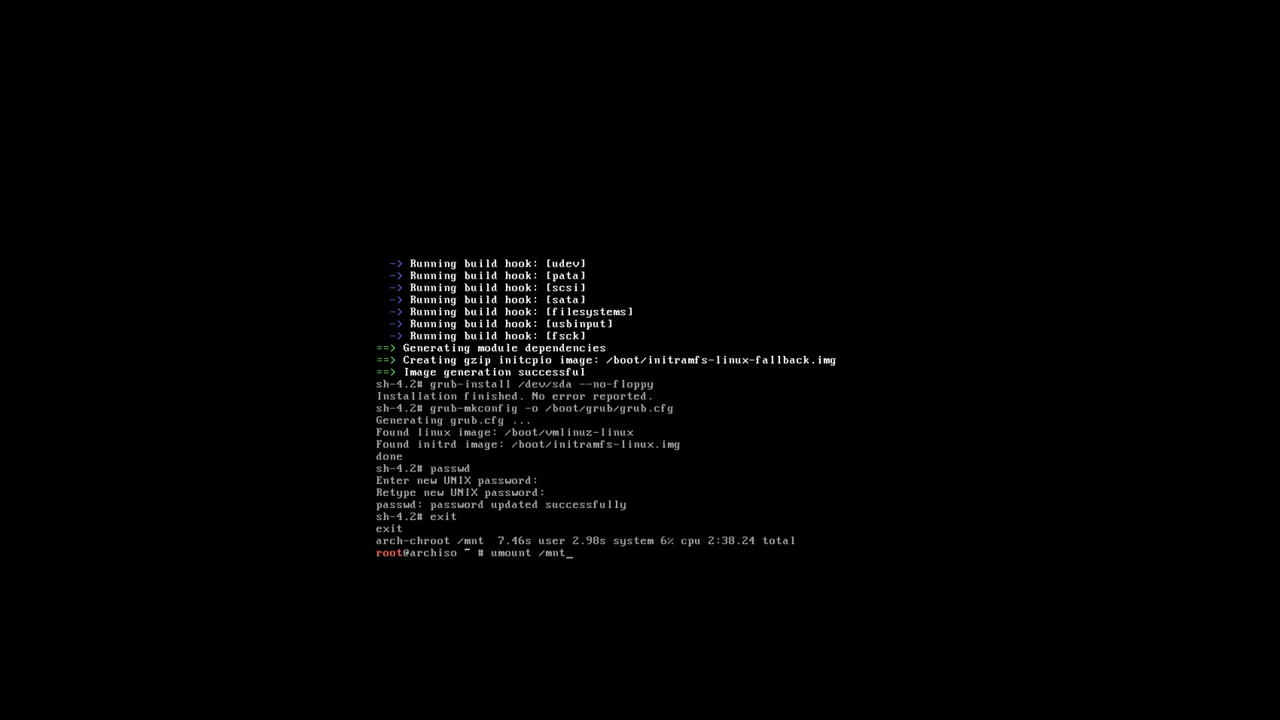 -> Running build hook: [udev]
-> Running build hook: [pata]
-> Running build hook: [scsi]
-> Running build hook: [sata]
-> Running build hook: [filesystems]
-> Running build hook: [usbinput]
-> Running build hook: [fsck]
==> Generating module dependencies
==> Creating gzip initcpio image: /boot/initramfs-linux-fallback.img
==> Image generation successful
sh-4.2# grub-install /dev/sda --no-floppy
Installation finished. No error reported.
sh-4.2# grub-mkconfig -o /boot/grub/grub.cfg
Generating grub.cfg ...
Found linux image: /boot/vmlinuz-linux
Found initrd image: /boot/initramfs-linux.img
done
sh-4.2# passwd
Enter new UNIX password:
Retype new UNIX password:
passwd: password updated successfully
sh-4.2# exit
exit
arch-chroot /mnt  7.46s user 2.98s system 6% cpu 2:38.24 total
root@archiso ~ # umount /mnt_